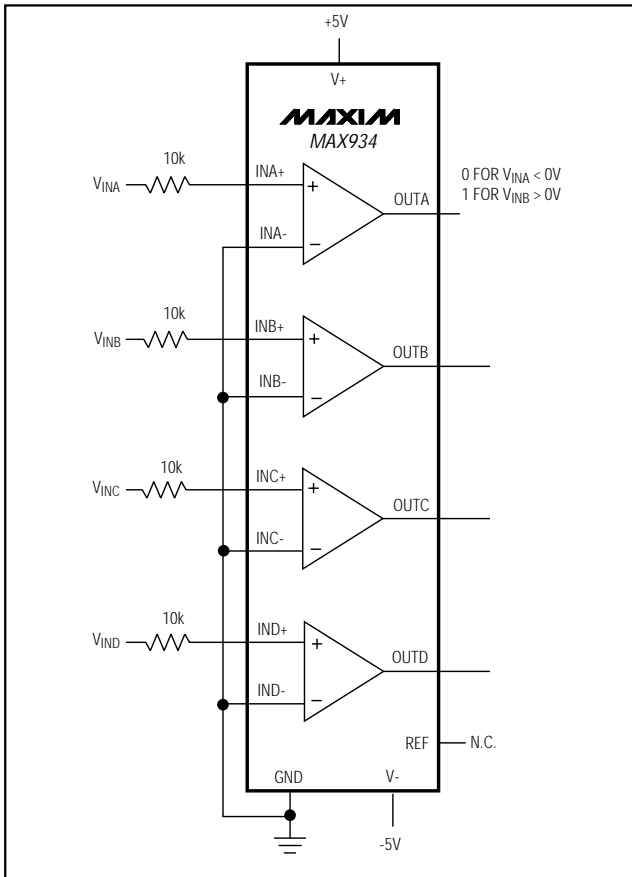 +5V
V+
MAXIM
MAX934
10k
VINA
INA+
INA-
+
−
OUTA
0 FOR VINA < 0V
1 FOR VINB > 0V
10k
VINB
INB+
INB-
+
−
OUTB
10k
VINC
INC+
INC-
+
−
OUTC
10k
VIND
IND+
IND-
+
−
OUTD
REF
N.C.
GND
V-
-5V